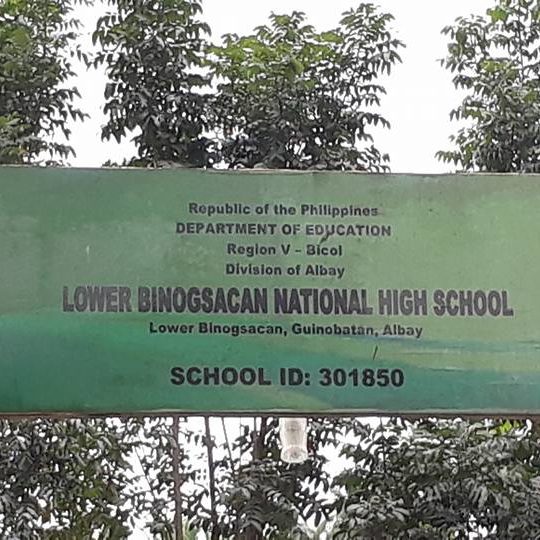 Republic of the Philippines
DEPARTMENT OF EDUCATION
Region V - Bicol
Division of Albay
LOWER BINOGSACAN NATIONAL HIGH SCHOOL
Lower Binogsacan, Guinobatan, Albay
SCHOOL ID: 301850